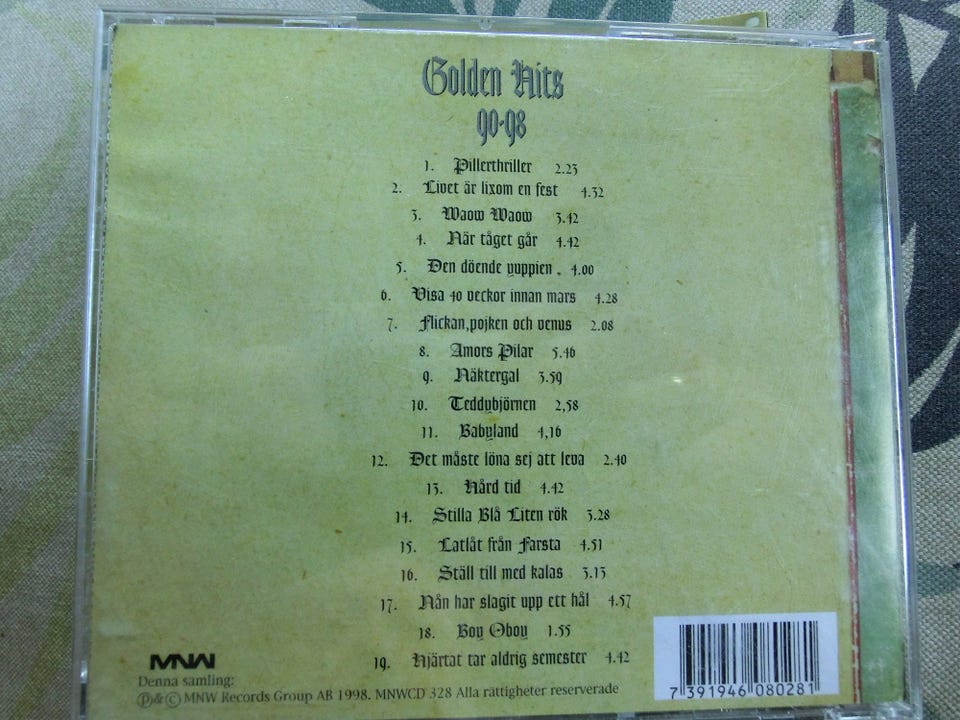 Golden Hits
90-98
1. Pillerthriller 2.23
2. Livet är lixom en fest 4.32
3. Waow Waow 3.42
4. När tåget går 4.42
5. Den döende yuppien . 4.00
6. Visa 40 veckor innan mars 4.28
7. Flickan,pojken och venus 2.08
8. Amors Pilar 5.46
9. Näktergal 3.59
10. Teddybjörnen 2,58
11. Babyland 4,16
12. Det måste löna sej att leva 2.40
13. Hård tid 4.42
14. Stilla Blå Liten rök 3.28
15. Latlåt från Farsta 4.51
16. Ställ till med kalas 3.13
17. Nån har slagit upp ett hål 4.57
18. Boy Oboy 1.55
19. Hjärtat tar aldrig semester 4.42
MNW
Denna samling:
℗&© MNW Records Group AB 1998. MNWCD 328 Alla rättigheter reserverade
7 391946 080281